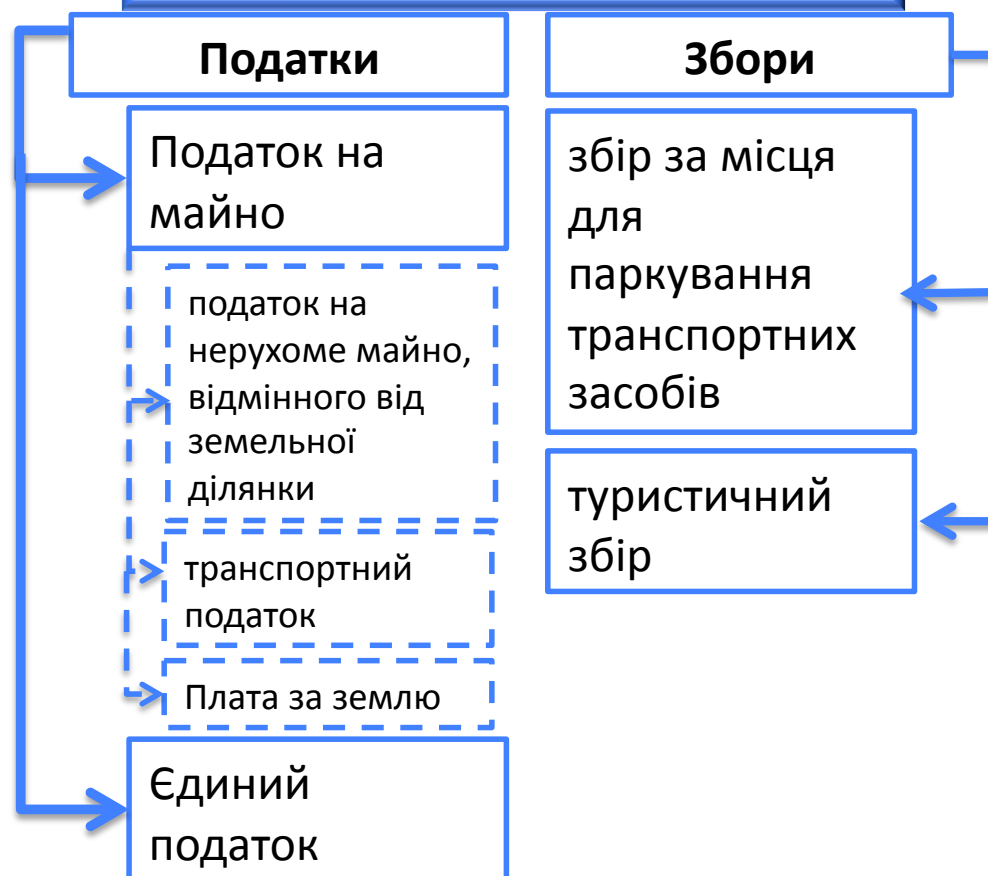 Податки
Податок на
майно
податок на
нерухоме майно,
відмінного від
земельної
ділянки
транспортний
податок
Плата за землю
Єдиний
податок
Збори
збір за місця
для
паркування
транспортних
засобів
туристичний
збір